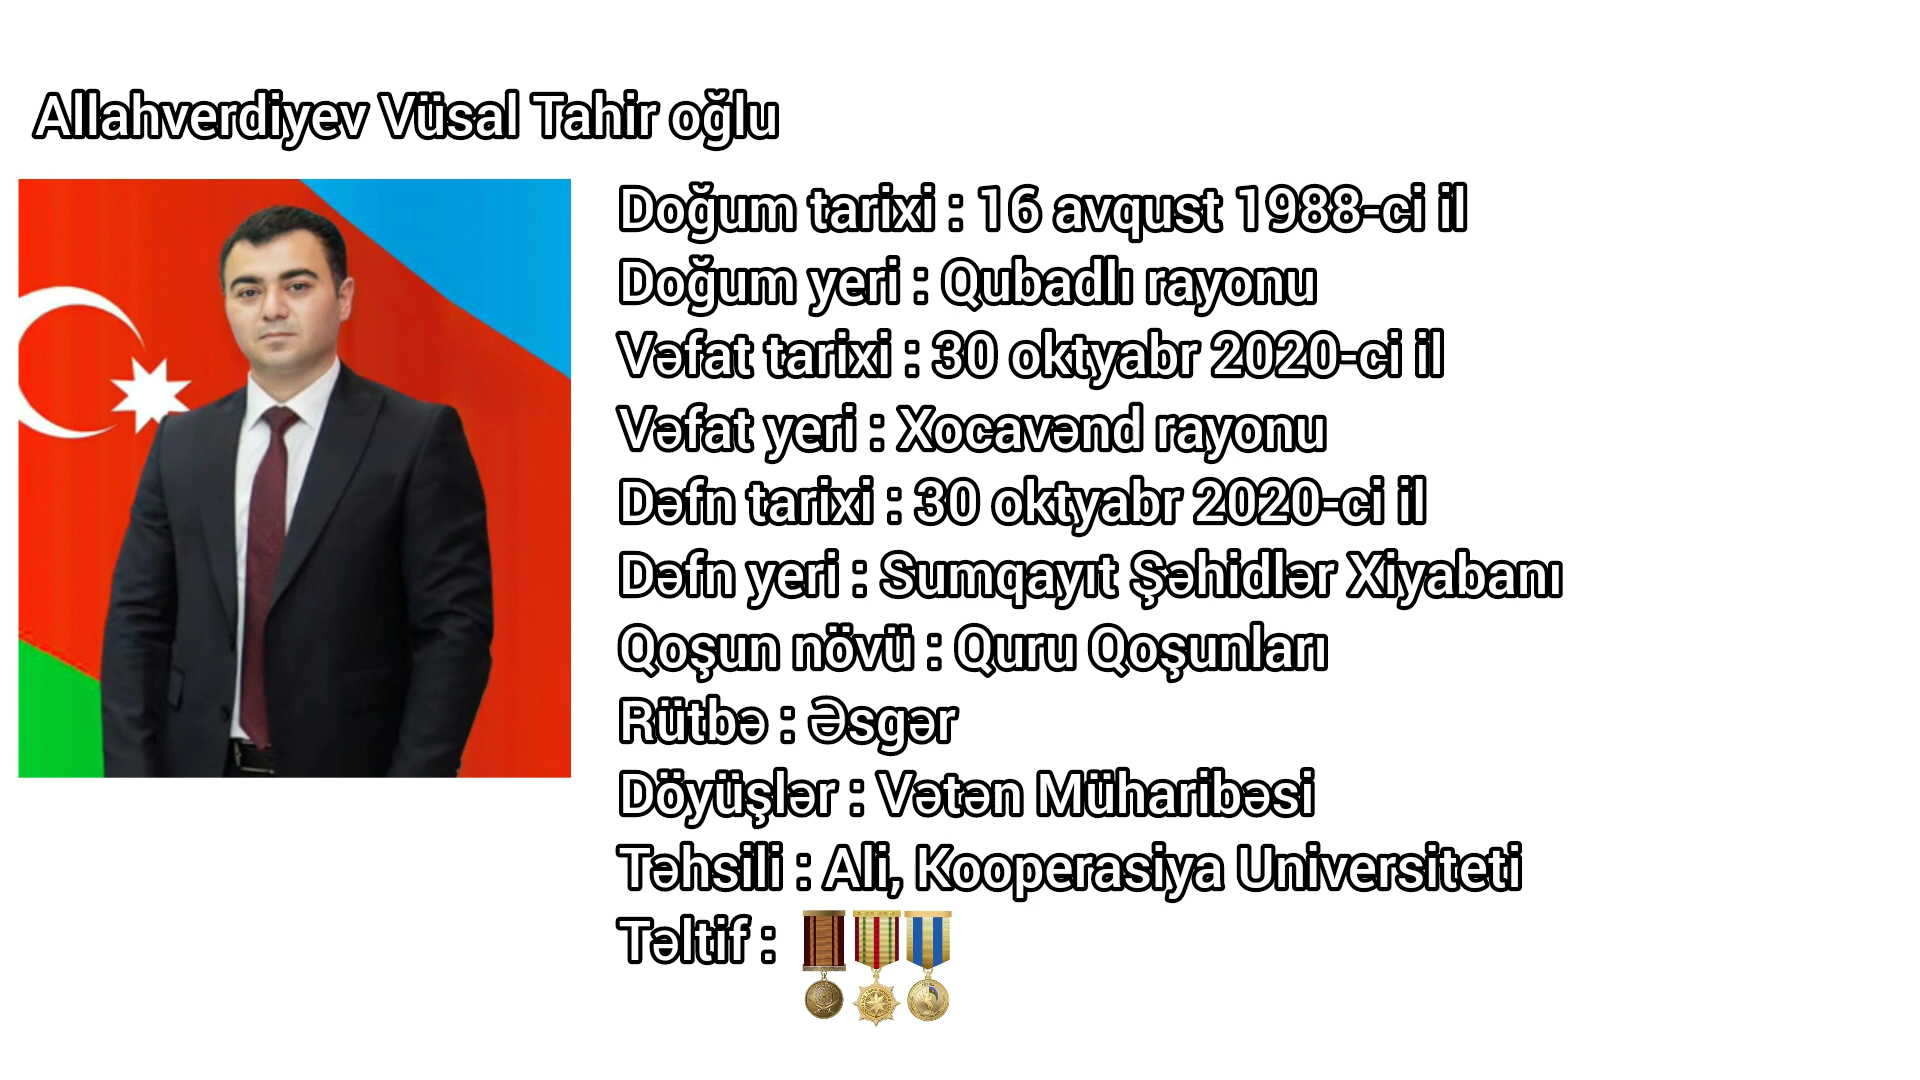 Allahverdiyev Vüsal Tahir oğlu
Doğum tarixi : 16 avqust 1988-ci il
Doğum yeri : Qubadlı rayonu
Vəfat tarixi : 30 oktyabr 2020-ci il
Vəfat yeri : Xocavənd rayonu
Dəfn tarixi : 30 oktyabr 2020-ci il
Dəfn yeri : Sumqayıt Şəhidlər Xiyabanı
Qoşun növü : Quru Qoşunları
Rütbə : Əsgər
Döyüşlər : Vətən Müharibəsi
Təhsili : Ali, Kooperasiya Universiteti
Təltif :